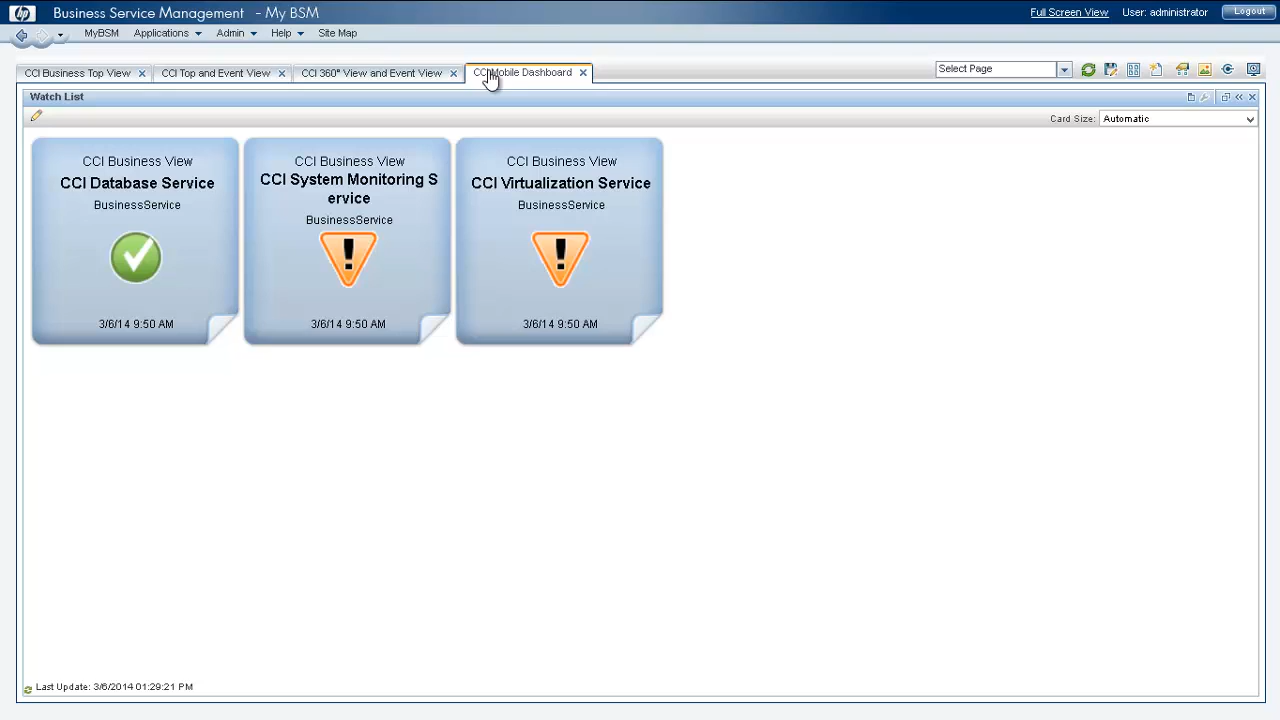 hp Business Service Management - My BSM
Full Screen View User: administrator Logout
MyBSM Applications Admin Help Site Map
CCI Business Top View CCI Top and Event View CCI 360° View and Event View CCI Mobile Dashboard
Select Page
Watch List
Card Size: Automatic
CCI Business View
CCI Database Service
BusinessService
3/6/14 9:50 AM
CCI Business View
CCI System Monitoring S
ervice
BusinessService
3/6/14 9:50 AM
CCI Business View
CCI Virtualization Service
BusinessService
3/6/14 9:50 AM
Last Update: 3/6/2014 01:29:21 PM